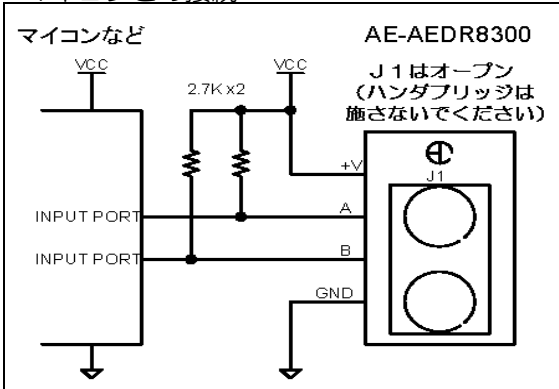 マイコンなど
AE-AEDR8300
VCC
VCC
J1はオープン
(ハンダブリッジは
施さないでください)
2.7K x2
+V
J1
INPUT PORT
A
INPUT PORT
B
GND